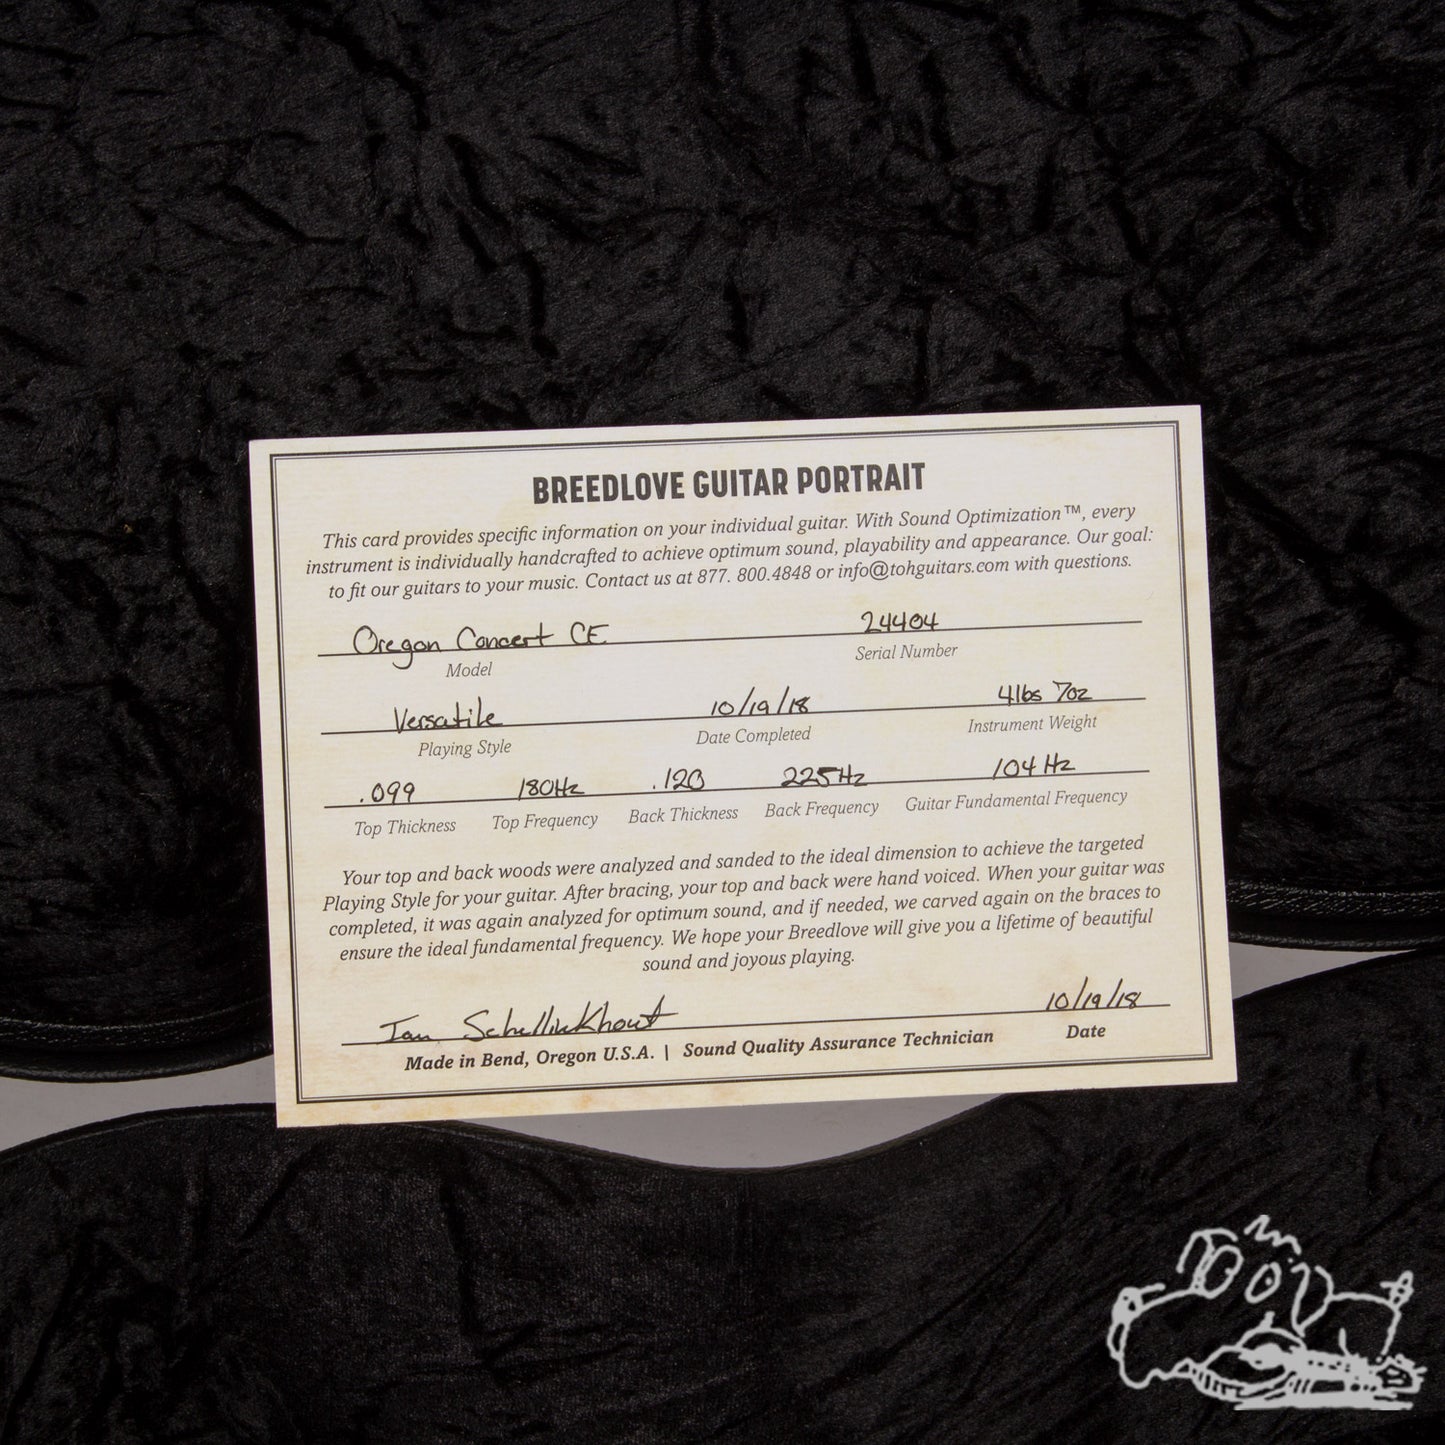 BREEDLOVE GUITAR PORTRAIT
This card provides specific information on your individual guitar. With Sound Optimization™, every
instrument is individually handcrafted to achieve optimum sound, playability and appearance. Our goal:
to fit our guitars to your music. Contact us at 877. 800.4848 or info@tohguitars.com with questions.
Oregon Concert CE 24404
Model Serial Number
Versatile 10/19/18 4lbs 7oz
Playing Style Date Completed Instrument Weight
.099 180Hz .120 225Hz 104 Hz
Top Thickness Top Frequency Back Thickness Back Frequency Guitar Fundamental Frequency
Your top and back woods were analyzed and sanded to the ideal dimension to achieve the targeted
Playing Style for your guitar. After bracing, your top and back were hand voiced. When your guitar was
completed, it was again analyzed for optimum sound, and if needed, we carved again on the braces to
ensure the ideal fundamental frequency. We hope your Breedlove will give you a lifetime of beautiful
sound and joyous playing.
Ian Schellinkhout 10/19/18
Made in Bend, Oregon U.S.A. | Sound Quality Assurance Technician Date